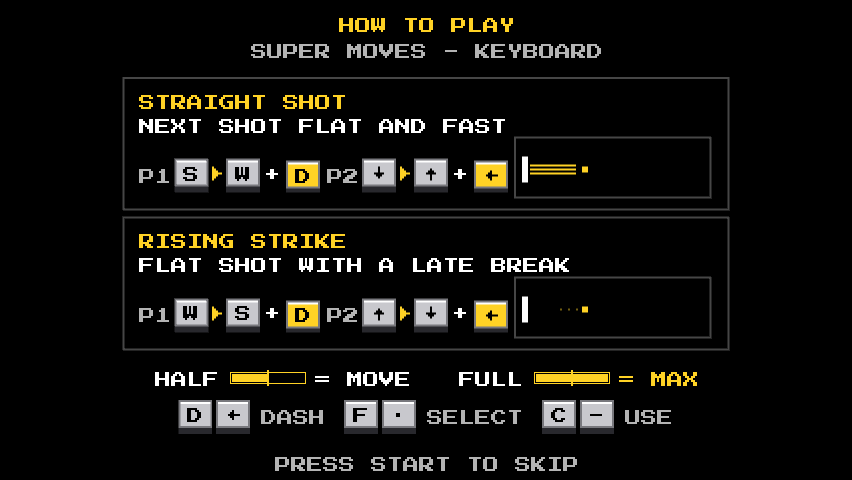 HOW TO PLAY
SUPER MOVES - KEYBOARD
STRAIGHT SHOT
NEXT SHOT FLAT AND FAST
P1 S W + D P2 ↓ ↑ + ←
RISING STRIKE
FLAT SHOT WITH A LATE BREAK
P1 W S + D P2 ↑ ↓ + ←
HALF = MOVE FULL = MAX
D ← DASH F . SELECT C - USE
PRESS START TO SKIP